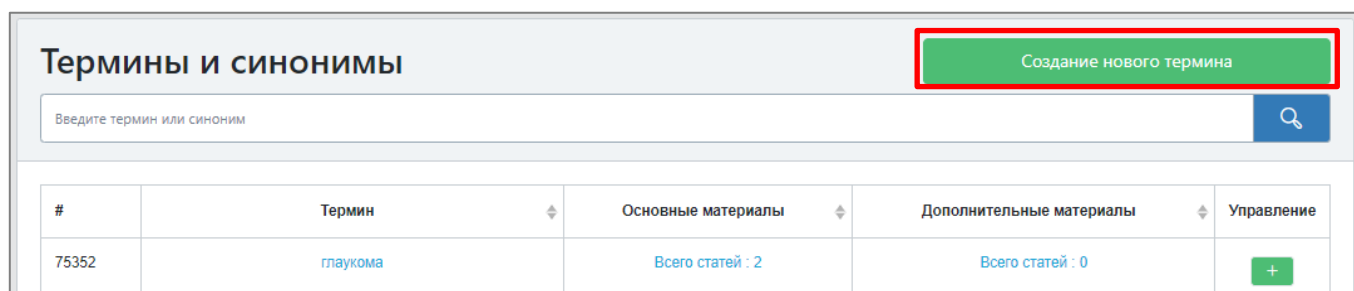 Термины и синонимы
Создание нового термина
Введите термин или синоним
# Термин Основные материалы Дополнительные материалы Управление
75352 глаукома Всего статей : 2 Всего статей : 0 +